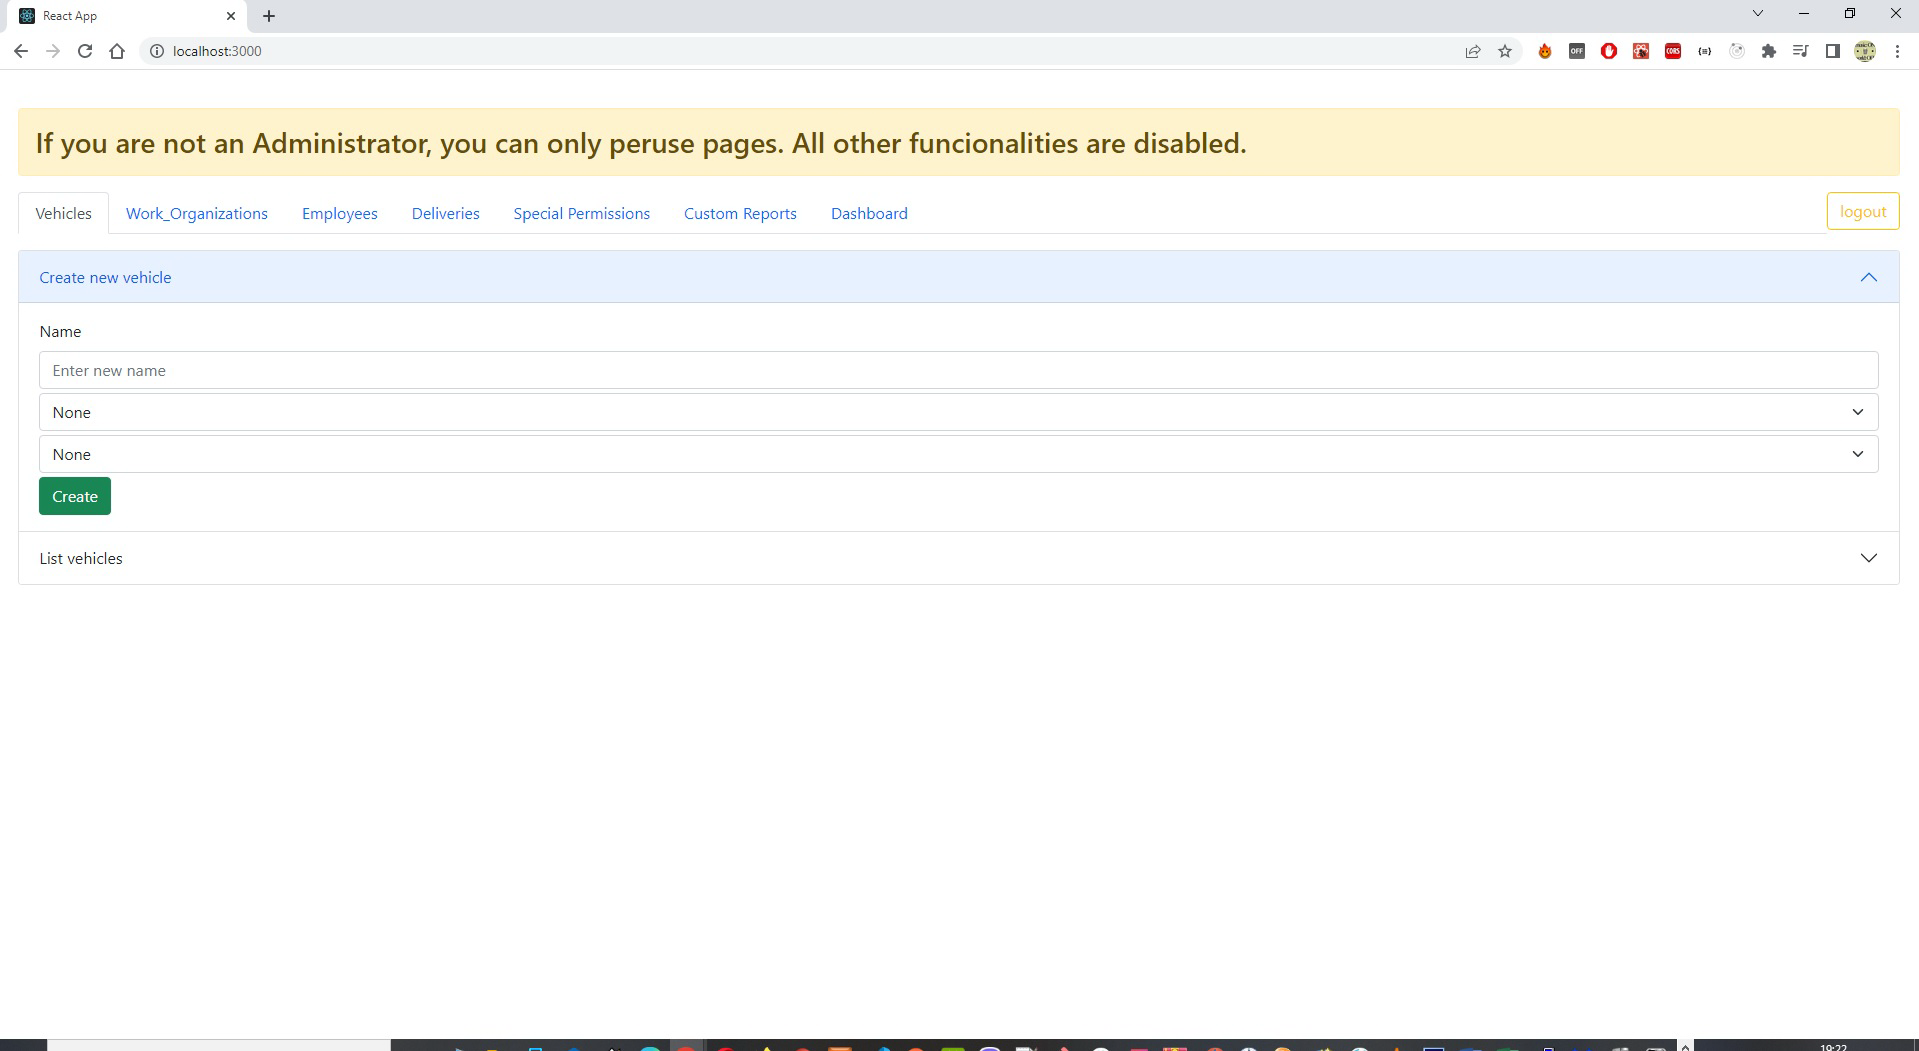 React App
localhost:3000
OFF
CORS
If you are not an Administrator, you can only peruse pages. All other funcionalities are disabled.
Vehicles Work_Organizations Employees Deliveries Special Permissions Custom Reports Dashboard logout
Create new vehicle
Name
Enter new name
None
None
Create
List vehicles
19:22